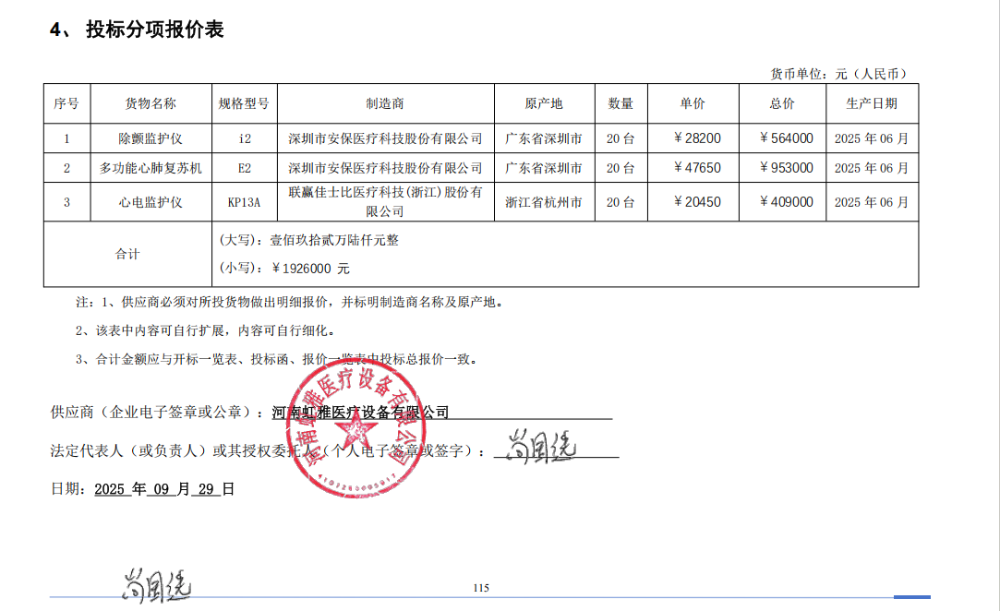 4、 投标分项报价表
货币单位：元（人民币）
序号 货物名称 规格型号 制造商 原产地 数量 单价 总价 生产日期
1 除颤监护仪 i2 深圳市安保医疗科技股份有限公司 广东省深圳市 20 台 ￥28200 ￥564000 2025 年 06 月
2 多功能心肺复苏机 E2 深圳市安保医疗科技股份有限公司 广东省深圳市 20 台 ￥47650 ￥953000 2025 年 06 月
3 心电监护仪 KP13A 联赢佳士比医疗科技(浙江)股份有限公司 浙江省杭州市 20 台 ￥20450 ￥409000 2025 年 06 月
合计
(大写)：壹佰玖拾贰万陆仟元整
(小写)：￥1926000 元
注：1、供应商必须对所投货物做出明细报价，并标明制造商名称及原产地。
2、该表中内容可自行扩展，内容可自行细化。
3、合计金额应与开标一览表、投标函、报价一览表中投标总报价一致。
供应商（企业电子签章或公章）：河南虹雅医疗设备有限公司
河南虹雅医疗设备有限公司
法定代表人（或负责人）或其授权委托人（个人电子签章或签字）：
日期：2025 年 09 月 29 日
115